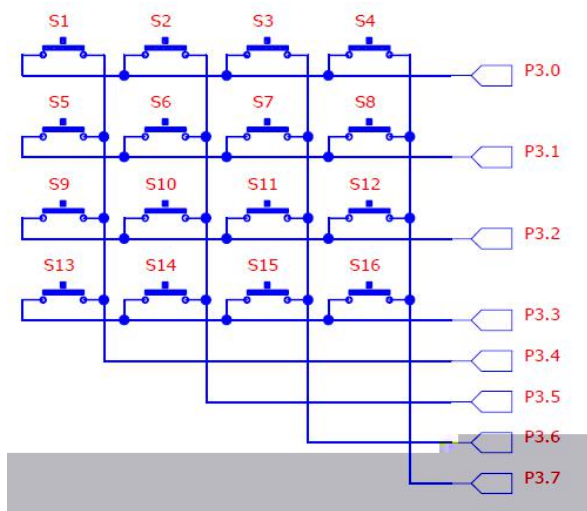 S1 S2 S3 S4
P3.0
S5 S6 S7 S8
P3.1
S9 S10 S11 S12
P3.2
S13 S14 S15 S16
P3.3
P3.4
P3.5
P3.6
P3.7